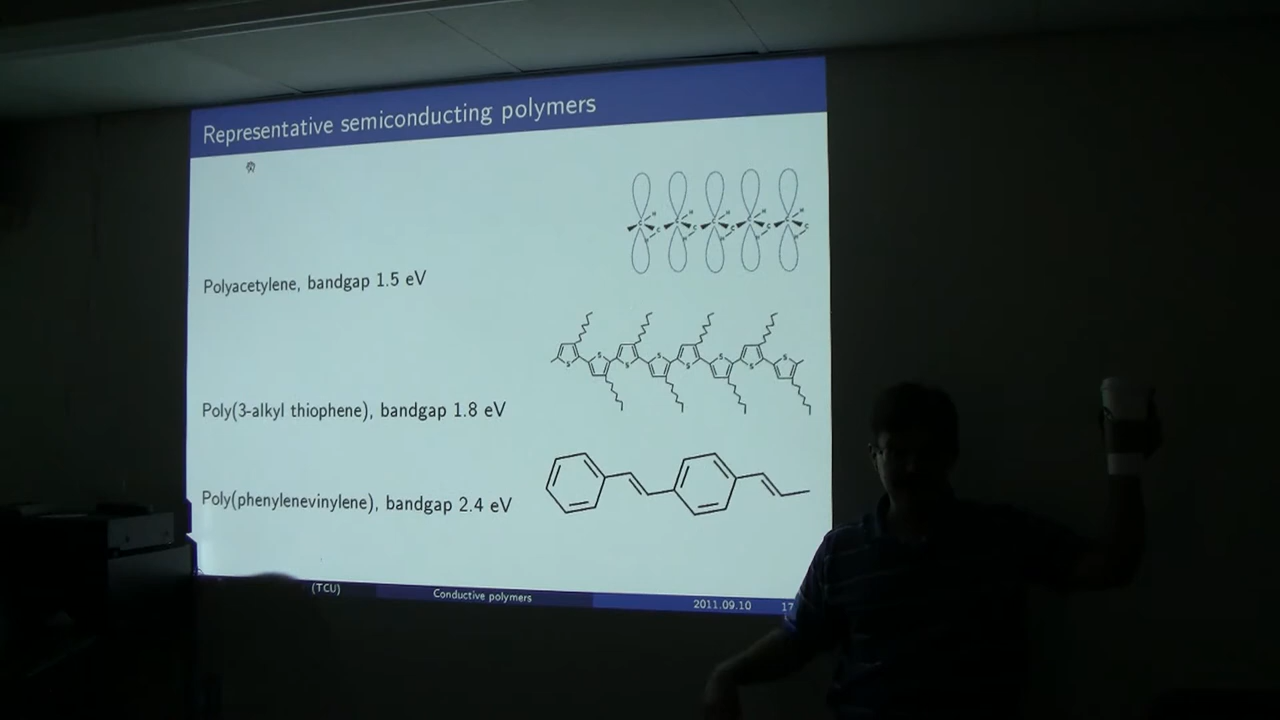 Representative semiconducting polymers
Polyacetylene, bandgap 1.5 eV
Poly(3-alkyl thiophene), bandgap 1.8 eV
Poly(phenylenevinylene), bandgap 2.4 eV
(TCU)
Conductive polymers
2011.09.10
17